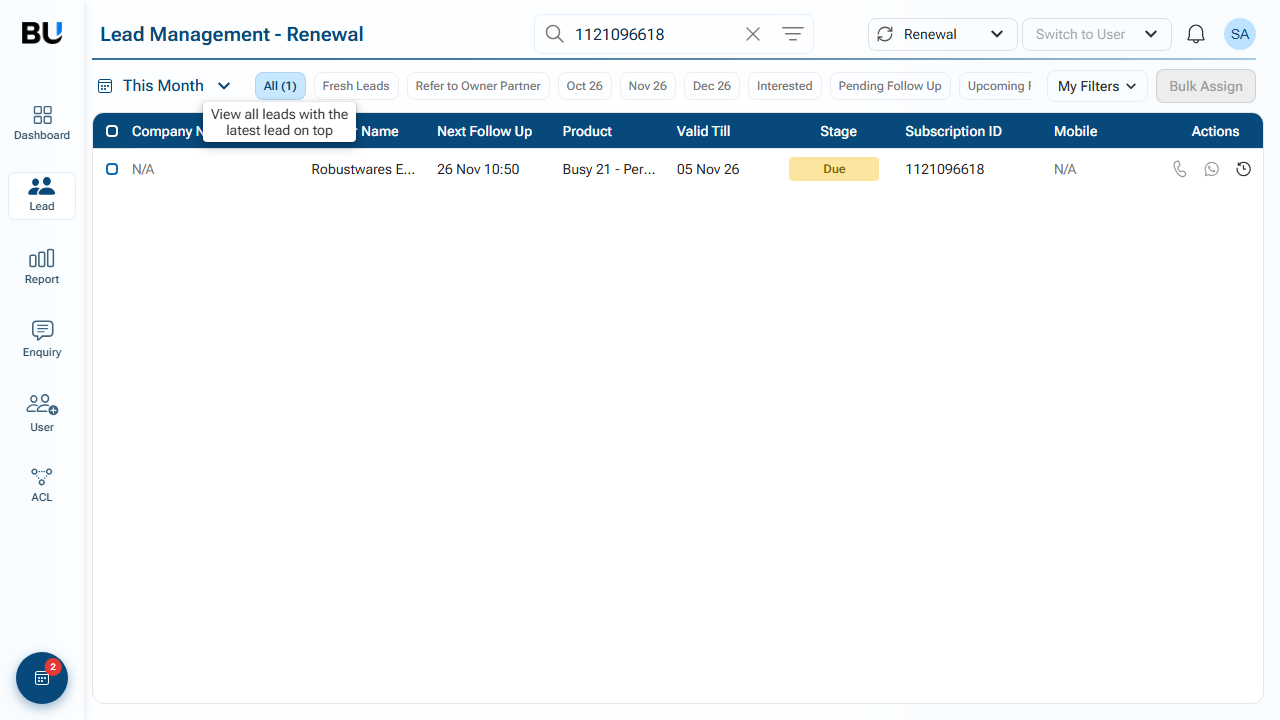 BU
Lead Management - Renewal
1121096618
Renewal
Switch to User
SA
This Month
All (1)
Fresh Leads
Refer to Owner Partner
Oct 26
Nov 26
Dec 26
Interested
Pending Follow Up
Upcoming F
My Filters
Bulk Assign
View all leads with the
latest lead on top
Company N
r Name
Next Follow Up
Product
Valid Till
Stage
Subscription ID
Mobile
Actions
N/A
Robustwares E...
26 Nov 10:50
Busy 21 - Per...
05 Nov 26
Due
1121096618
N/A
Dashboard
Lead
Report
Enquiry
User
ACL
2